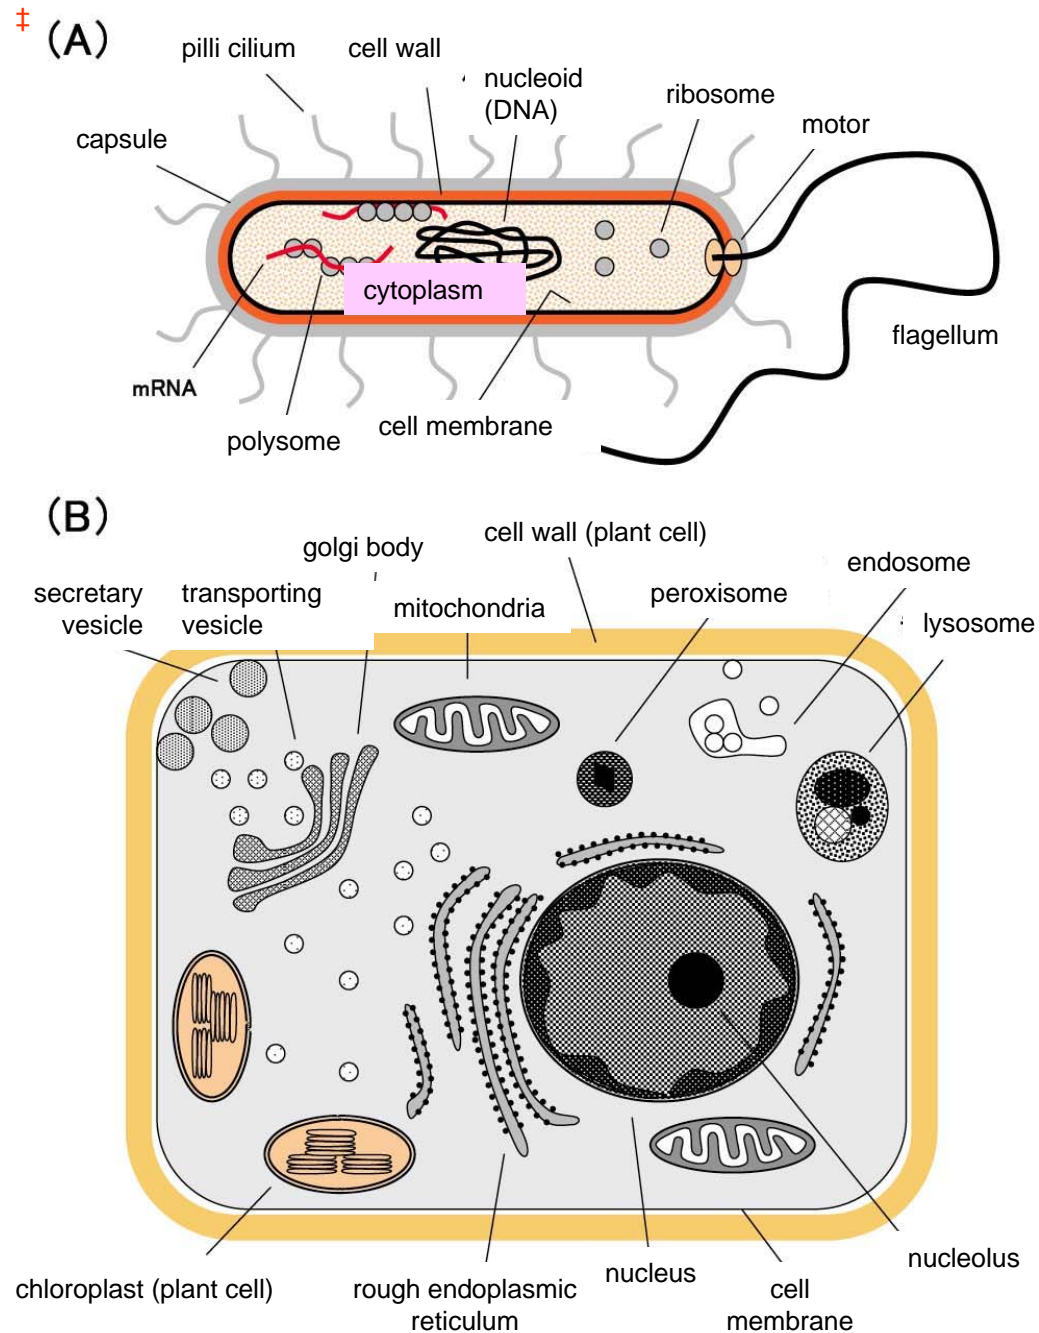 ‡
(A)
pilli cilium
cell wall
nucleoid
(DNA)
ribosome
motor
capsule
cytoplasm
flagellum
mRNA
polysome
cell membrane
(B)
golgi body
cell wall (plant cell)
endosome
secretary
vesicle
transporting
vesicle
mitochondria
peroxisome
lysosome
chloroplast (plant cell)
rough endoplasmic
reticulum
nucleus
cell
membrane
nucleolus